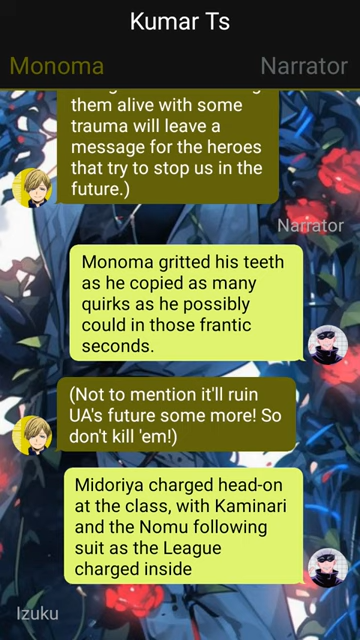 Kumar Ts
Monoma
Narrator
them alive with some
trauma will leave a
message for the heroes
that try to stop us in the
future.)
Narrator
Monoma gritted his teeth
as he copied as many
quirks as he possibly
could in those frantic
seconds.
(Not to mention it'll ruin
UA's future some more! So
don't kill 'em!)
Midoriya charged head-on
at the class, with Kaminari
and the Nomu following
suit as the League
charged inside
Izuku